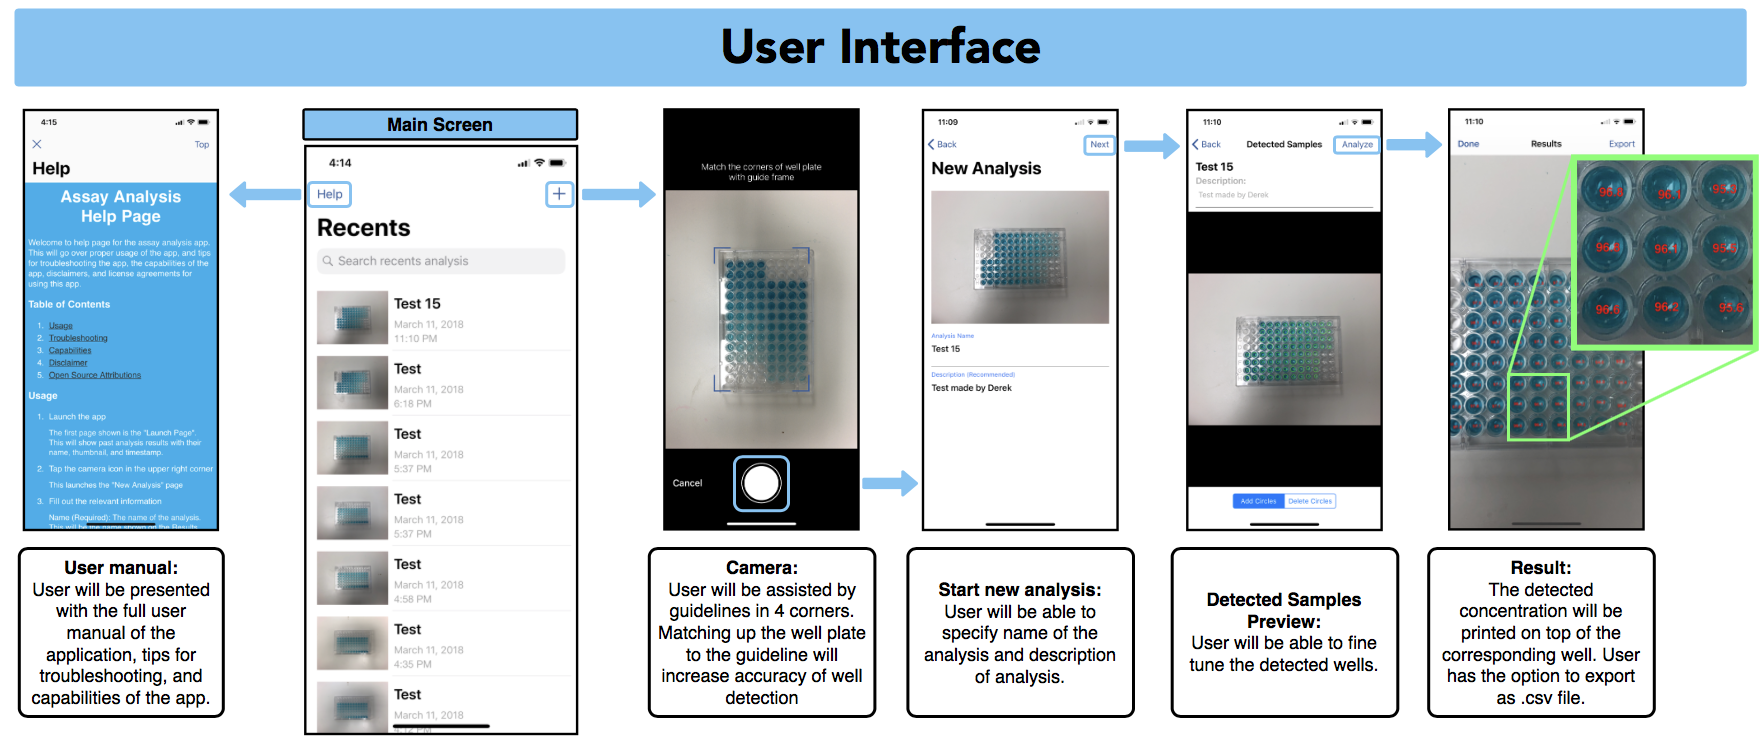 User Interface
4:15
Top
Help
Assay Analysis
Help Page
Welcome to help page for the assay analysis app.
This will go over proper usage of the app, and tips
for troubleshooting the app, the capabilities of the
app, disclaimers, and license agreements for
using this app.
Table of Contents
1. Usage
2. Troubleshooting
3. Capabilities
4. Disclaimer
5. Open Source Attributions
Usage
1. Launch the app
The first page shown is the "Launch Page".
This will show past analysis results with their
name, thumbnail, and timestamp.
2. Tap the camera icon in the upper right corner
This launches the "New Analysis" page
3. Fill out the relevant information
Name (Required): The name of the analysis.
This will be the name shown on the Results
User manual:
User will be presented
with the full user
manual of the
application, tips for
troubleshooting, and
capabilities of the app.
Main Screen
4:14
Help
+
Recents
Search recents analysis
Test 15
March 11, 2018
11:10 PM
Test
March 11, 2018
6:18 PM
Test
March 11, 2018
5:37 PM
Test
March 11, 2018
5:37 PM
Test
March 11, 2018
4:58 PM
Test
March 11, 2018
4:35 PM
Test
March 11, 2018
4:12 PM
Match the corners of well plate
with guide frame
Cancel
Camera:
User will be assisted by
guidelines in 4 corners.
Matching up the well plate
to the guideline will
increase accuracy of well
detection
11:09
Back
Next
New Analysis
Analysis Name
Test 15
Description (Recommended)
Test made by Derek
Start new analysis:
User will be able to
specify name of the
analysis and description
of analysis.
11:10
Back
Detected Samples
Analyze
Test 15
Description:
Test made by Derek
Add Circles
Delete Circles
Detected Samples
Preview:
User will be able to fine
tune the detected wells.
11:10
Done
Results
Export
96.1
96.8
96.1
96.6
96.2
95.6
Result:
The detected
concentration will be
printed on top of the
corresponding well. User
has the option to export
as .csv file.